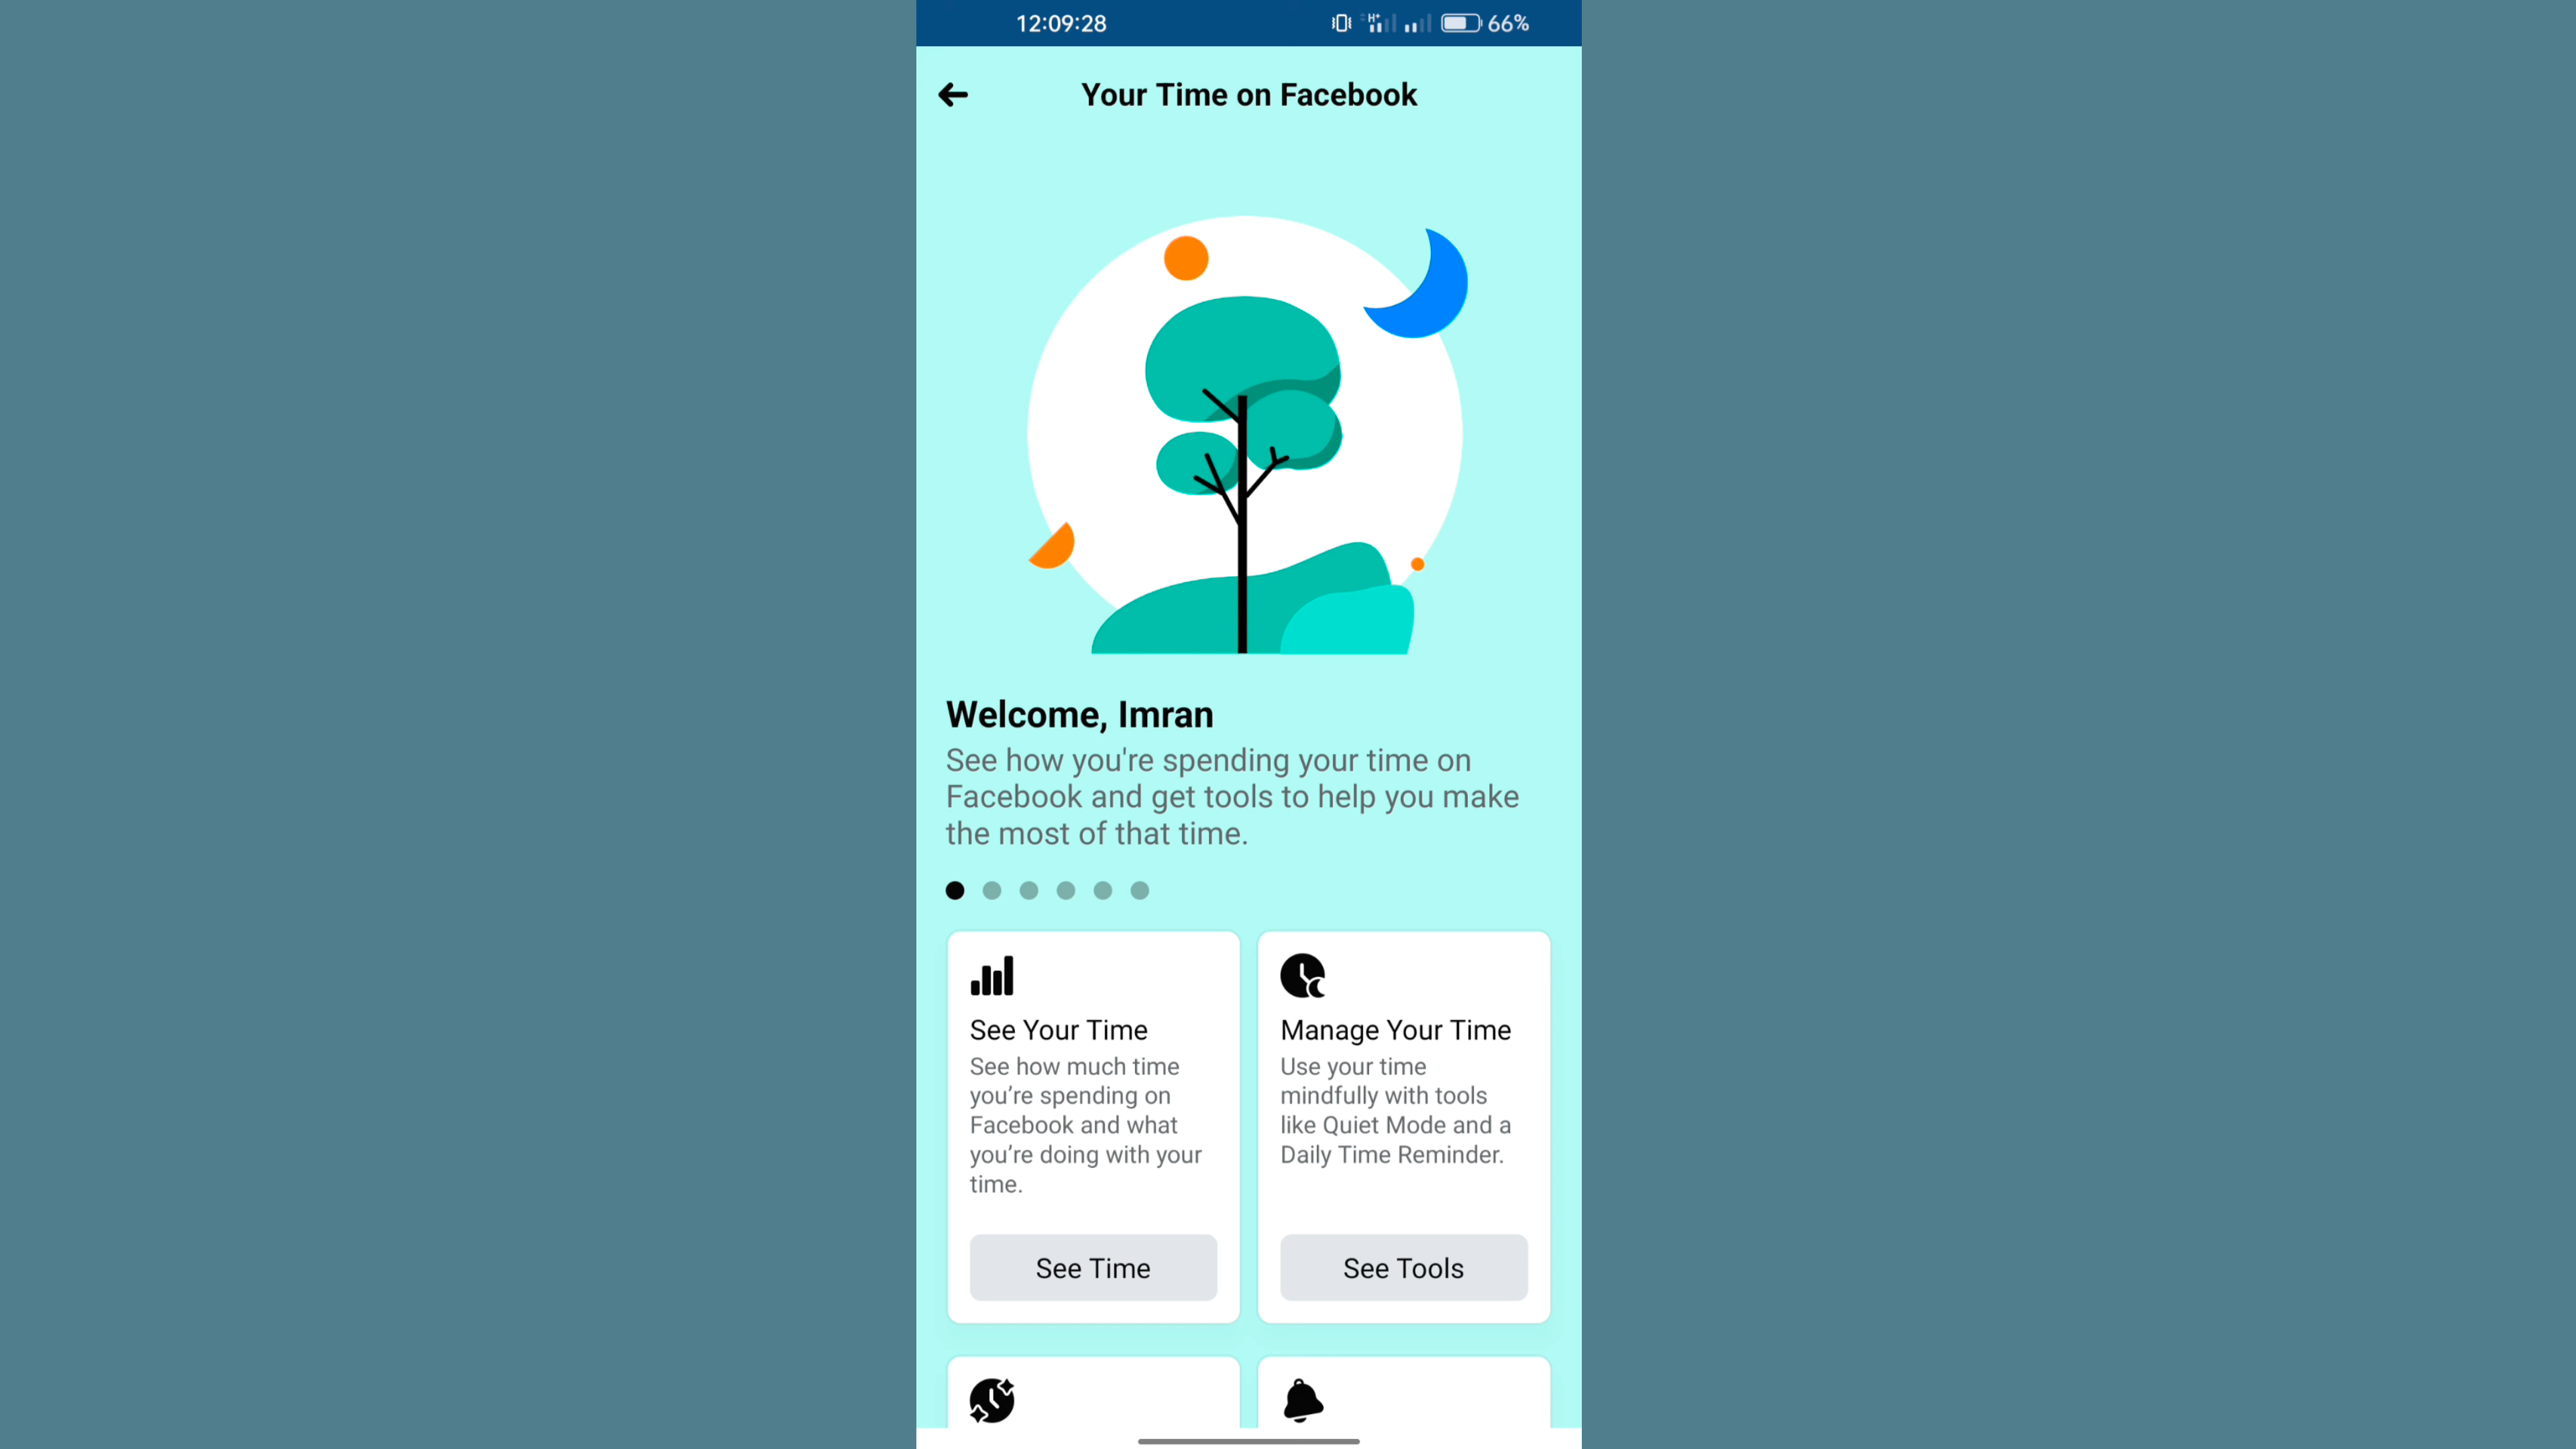 12:09:28
H+
66%
Your Time on Facebook
Welcome, Imran
See how you're spending your time on
Facebook and get tools to help you make
the most of that time.
See Your Time
See how much time
you’re spending on
Facebook and what
you’re doing with your
time.
See Time
Manage Your Time
Use your time
mindfully with tools
like Quiet Mode and a
Daily Time Reminder.
See Tools